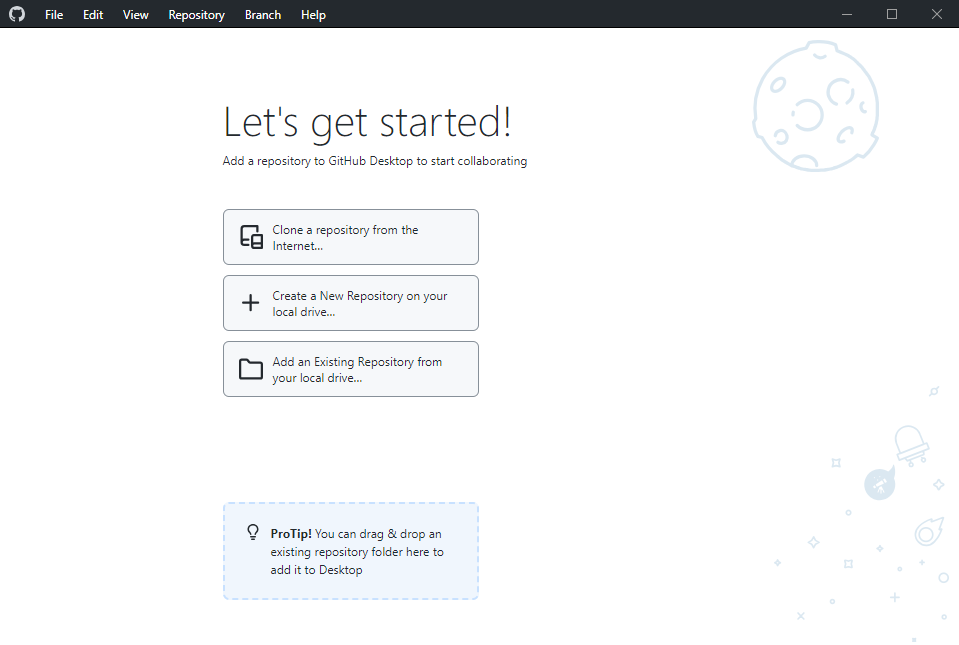 File Edit View Repository Branch Help
Let's get started!
Add a repository to GitHub Desktop to start collaborating
Clone a repository from the
Internet...
Create a New Repository on your
local drive...
Add an Existing Repository from
your local drive...
ProTip! You can drag & drop an
existing repository folder here to
add it to Desktop